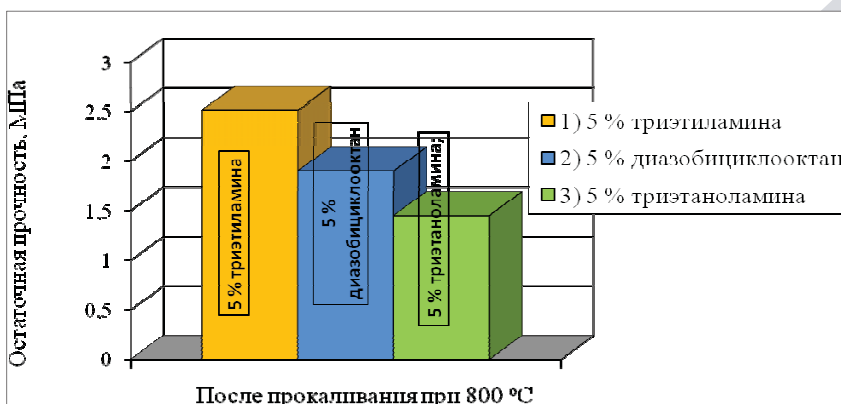 Остаточная прочность, МПа
3
2.5
2
1.5
1
0,5
0
5 % триэтиламина
5 %
диазобициклооктан
5 % триэтаноламина;
1) 5 % триэтиламина
2) 5 % диазобициклооктан
3) 5 % триэтаноламина
После прокаливания при 800 °С